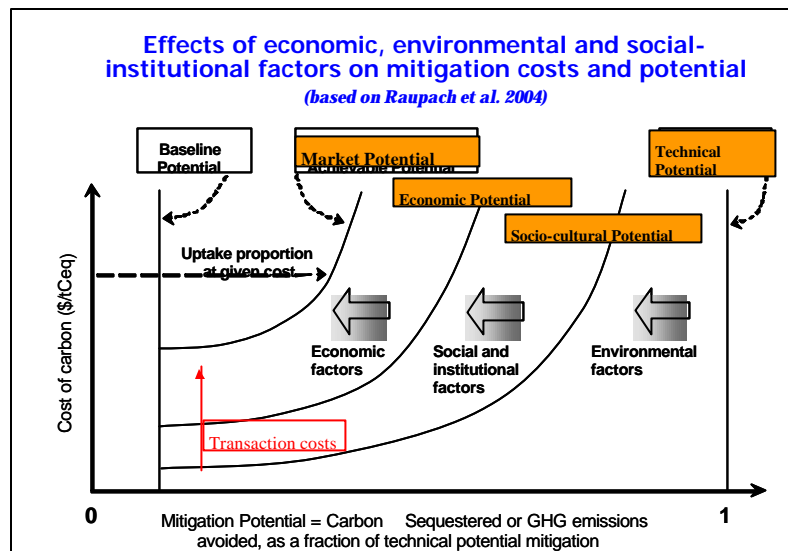 Effects of economic, environmental and social-
institutional factors on mitigation costs and potential
(based on Raupach et al. 2004)
Baseline
Potential
Market Potential
Achievable Potential
Technical
Potential
Economic Potential
Socio-cultural Potential
Uptake proportion
at given cost
Cost of carbon ($/tCeq)
Economic
factors
Social and
institutional
factors
Environmental
factors
Transaction costs
0
1
Mitigation Potential = Carbon Sequestered or GHG emissions
avoided, as a fraction of technical potential mitigation